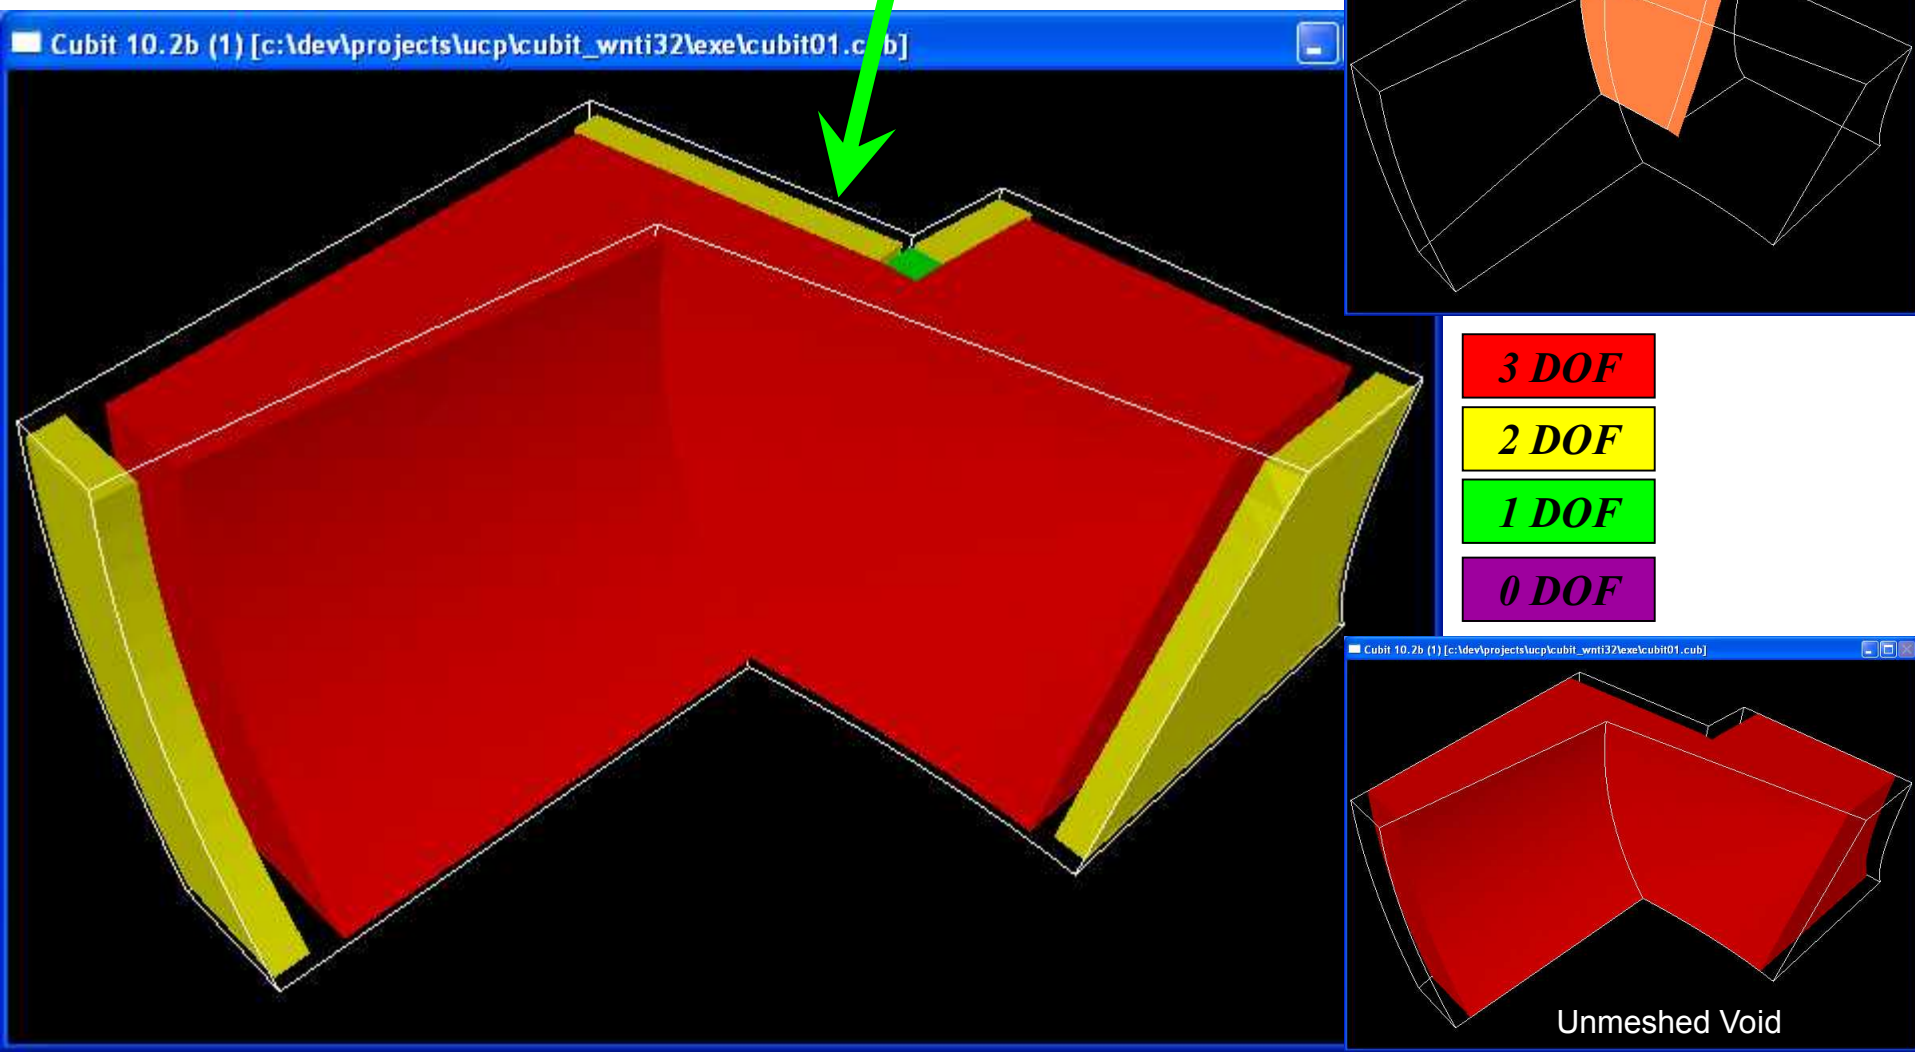 Cubit 10.2b (1) [c:\dev\projects\ucp\cubit_wnti32\exe\cubit01.c b]
3 DOF
2 DOF
1 DOF
0 DOF
Cubit 10.2b (1) [c:\dev\projects\ucp\cubit_wnti32\exe\cubit01.cub]
Unmeshed Void